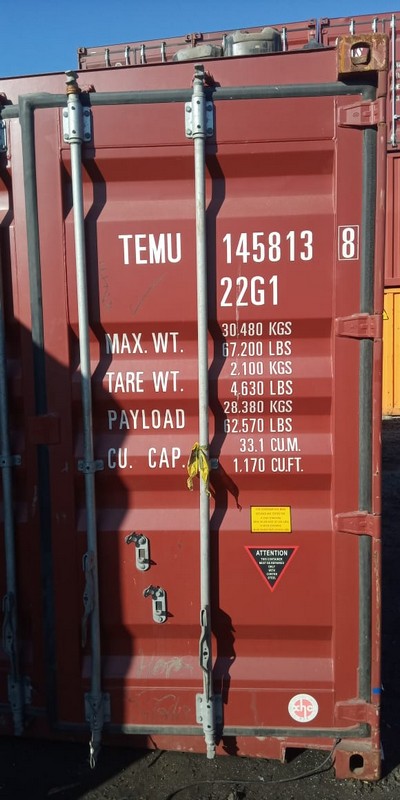 TEMU 145813 8
22G1
MAX. WT. 30.480 KGS
67.200 LBS
TARE WT. 2.100 KGS
4.630 LBS
PAYLOAD 28.380 KGS
62.570 LBS
CU. CAP. 33.1 CU.M.
1.170 CU.FT.
ATTENTION